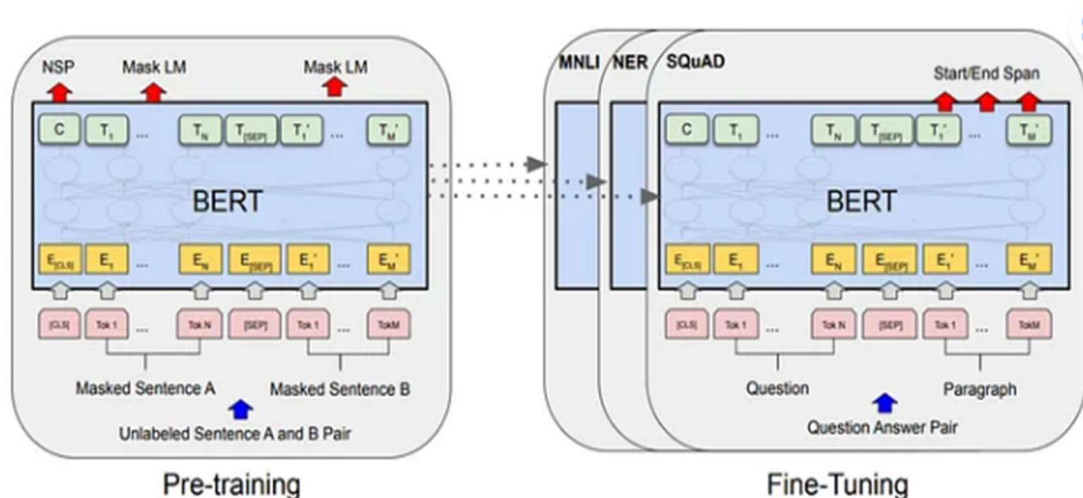 NSP Mask LM Mask LM
C T1 ... TN T[SEP] T1' ... TM'
BERT
E[CLS] E1 ... EN E[SEP] E1' ... EM'
[CLS] Tok 1 ... Tok N [SEP] Tok 1 ... TokM
Masked Sentence A Masked Sentence B
Unlabeled Sentence A and B Pair
Pre-training
MNLI NER SQuAD
Start/End Span
C T1 ... TN T[SEP] T1' ... TM'
BERT
E[CLS] E1 ... EN E[SEP] E1' ... EM'
[CLS] Tok 1 ... Tok N [SEP] Tok 1 ... TokM
Question Paragraph
Question Answer Pair
Fine-Tuning